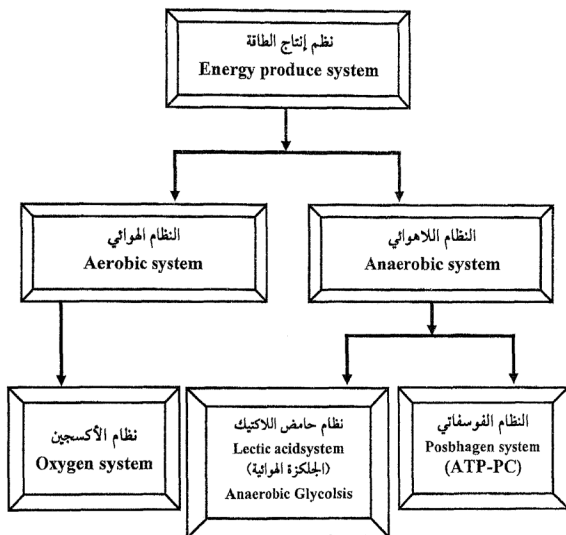 نظم إنتاج الطاقة
Energy produce system
النظام الهوائي
Aerobic system
النظام اللاهوائي
Anaerobic system
نظام الأكسجين
Oxygen system
نظام حامض اللاكتيك
Lectic acidsystem
(الجلكزة الهوائية)
Anaerobic Glycolsis
النظام الفوسفاتي
Posbhagen system
(ATP-PC)